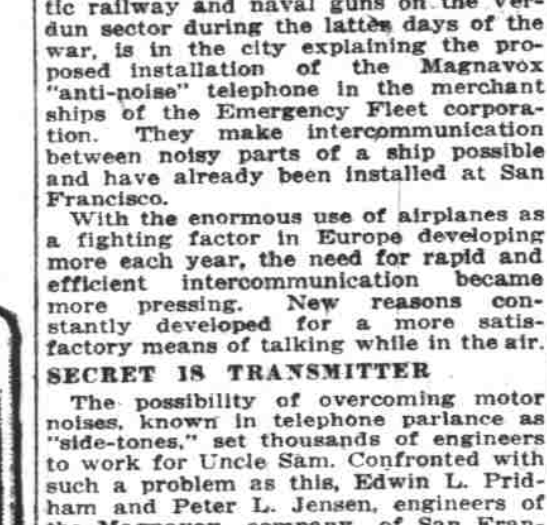 tic railway and naval guns on the Ver-
dun sector during the latter days of the
war, is in the city explaining the pro-
posed installation of the Magnavox
"anti-noise" telephone in the merchant
ships of the Emergency Fleet corpora-
tion. They make intercommunication
between noisy parts of a ship possible
and have already been installed at San
Francisco.
With the enormous use of airplanes as
a fighting factor in Europe developing
more each year, the need for rapid and
efficient intercommunication became
more pressing. New reasons con-
stantly developed for a more satis-
factory means of talking while in the air.
SECRET IS TRANSMITTER
The possibility of overcoming motor
noises, known in telephone parlance as
"side-tones," set thousands of engineers
to work for Uncle Sam. Confronted with
such a problem as this, Edwin L. Prid-
ham and Peter L. Jensen, engineers of
the Magnavox company of San Fran-